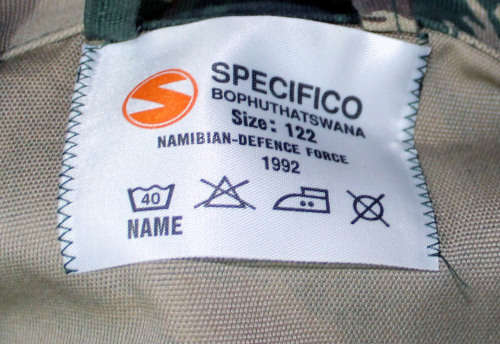 SPECIFICO
BOPHUTHATSWANA
Size: 122
NAMIBIAN-DEFENCE FORCE
1992
40
NAME